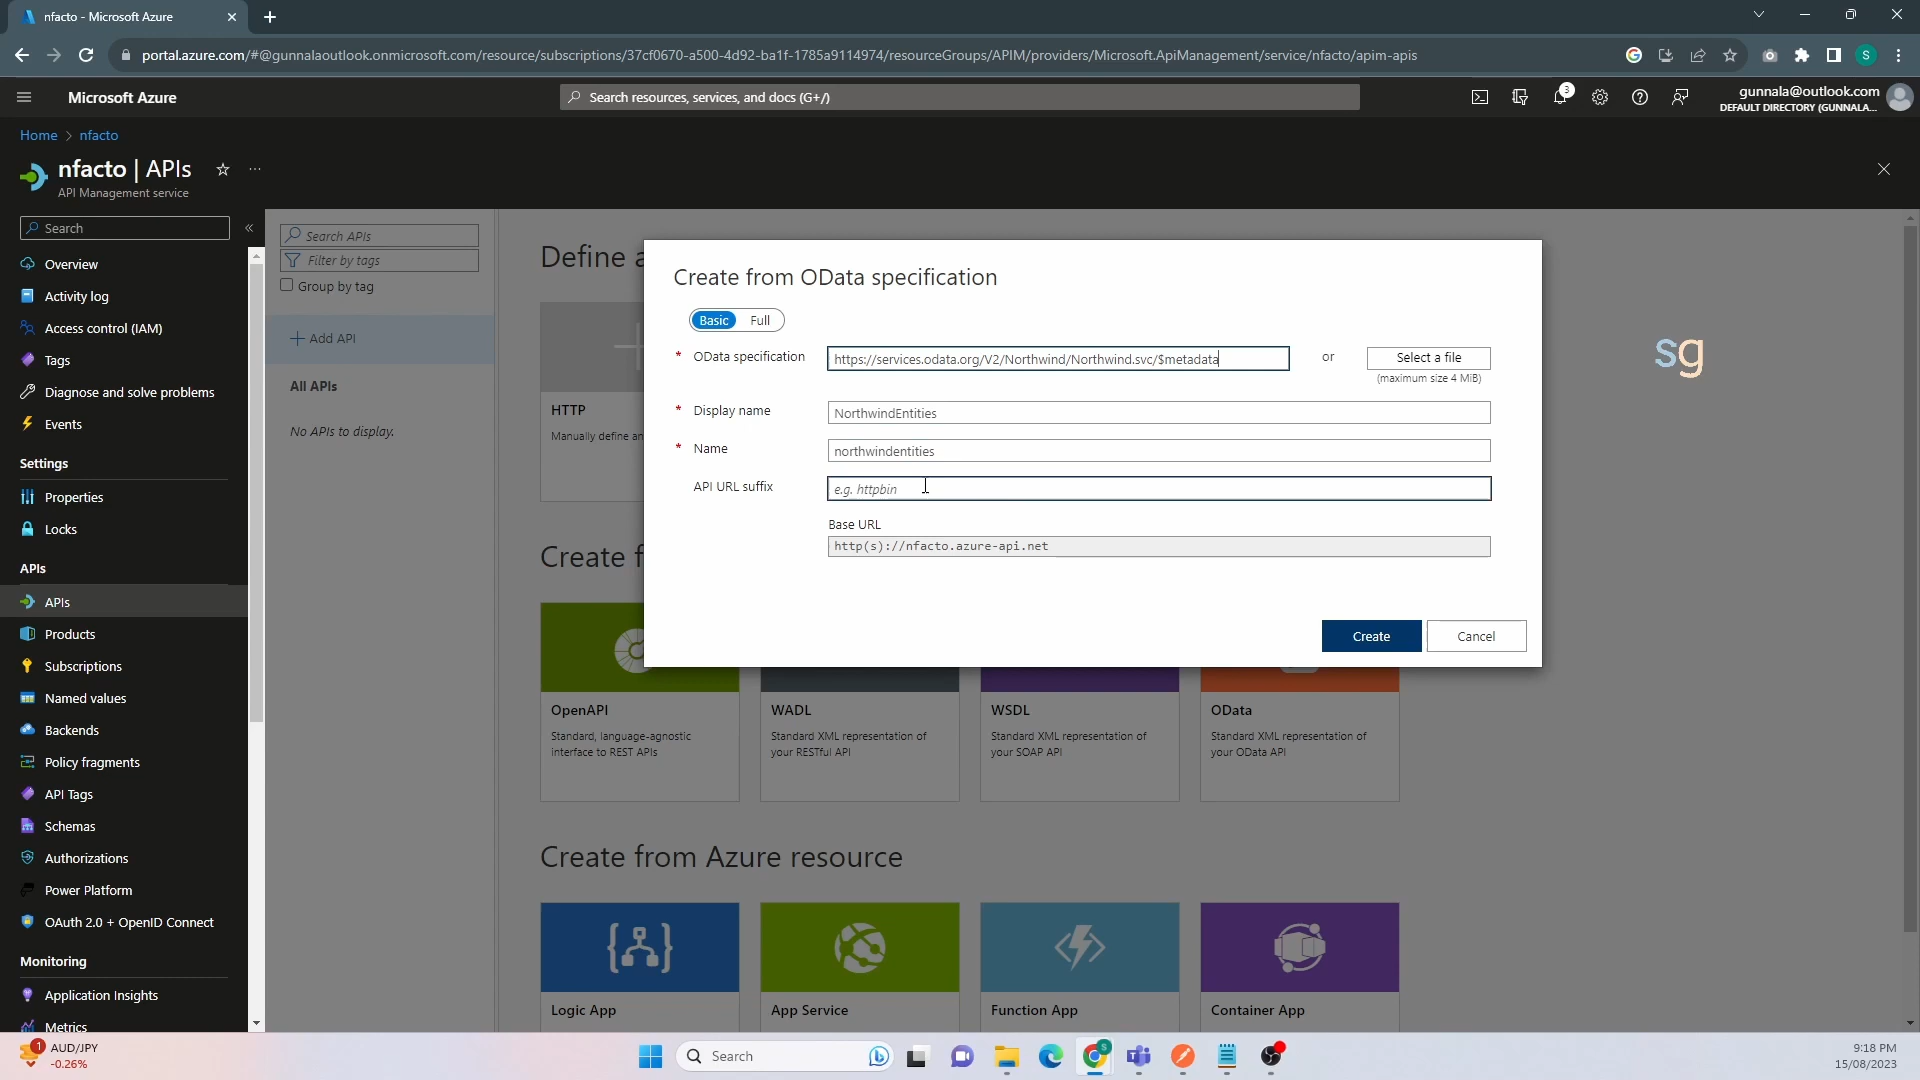 nfacto - Microsoft Azure
portal.azure.com/#@gunnalaoutlook.onmicrosoft.com/resource/subscriptions/37cf0670-a500-4d92-ba1f-1785a9114974/resourceGroups/APIM/providers/Microsoft.ApiManagement/service/nfacto/apim-apis
S
Microsoft Azure
Search resources, services, and docs (G+/)
3
gunnala@outlook.com
DEFAULT DIRECTORY (GUNNALA...
Home > nfacto
nfacto | APIs
API Management service
Search
Overview
Activity log
Access control (IAM)
Tags
Diagnose and solve problems
Events
Settings
Properties
Locks
APIs
APIs
Products
Subscriptions
Named values
Backends
Policy fragments
API Tags
Schemas
Authorizations
Power Platform
OAuth 2.0 + OpenID Connect
Monitoring
Application Insights
Metrics
Search APIs
Filter by tags
Group by tag
+ Add API
All APIs
No APIs to display.
Define a
HTTP
Manually define an
Create f
Create from OData specification
Basic Full
* OData specification
https://services.odata.org/V2/Northwind/Northwind.svc/$metadata
or
Select a file
(maximum size 4 MiB)
* Display name
NorthwindEntities
* Name
northwindentities
API URL suffix
e.g. httpbin
Base URL
http(s)://nfacto.azure-api.net
Create
Cancel
sg
OpenAPI
Standard, language-agnostic
interface to REST APIs
WADL
Standard XML representation of
your RESTful API
WSDL
Standard XML representation of
your SOAP API
OData
Standard XML representation of
your OData API
Create from Azure resource
Logic App
App Service
Function App
Container App
1
AUD/JPY
-0.26%
Search
S
9:18 PM
15/08/2023